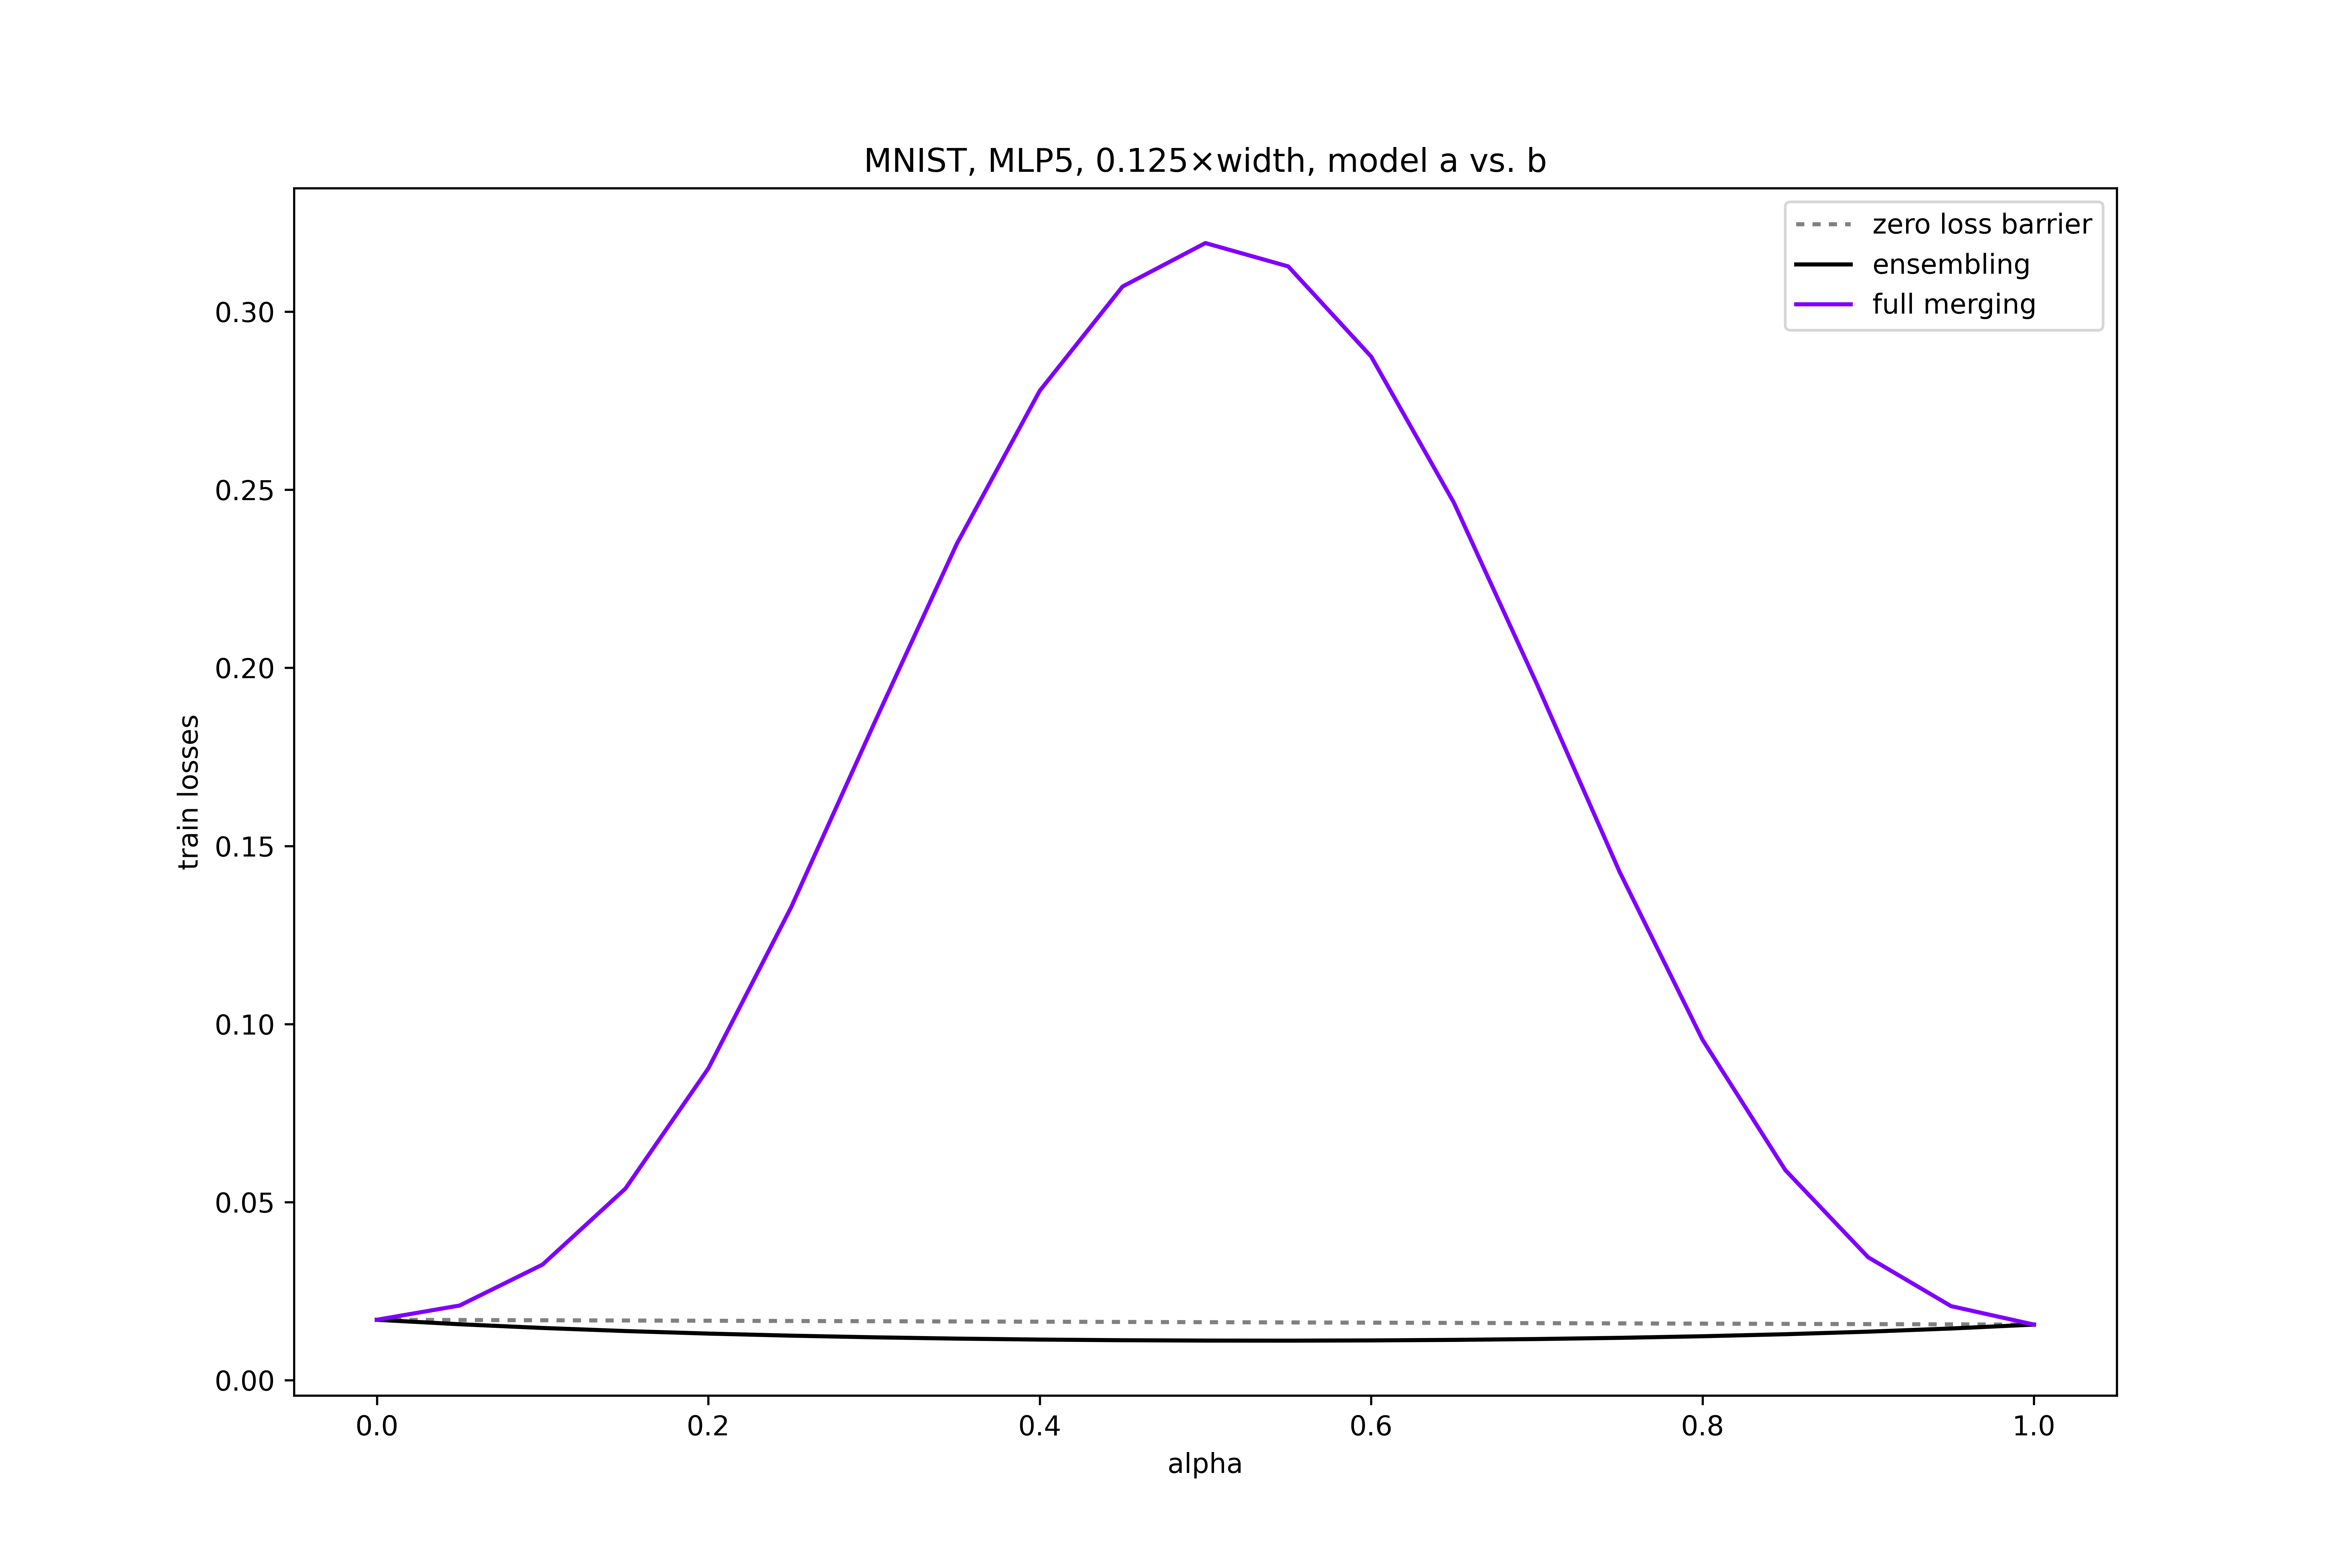 MNIST, MLP5, 0.125×width, model a vs. b
zero loss barrier
ensembling
full merging
train losses
0.30
0.25
0.20
0.15
0.10
0.05
0.00
0.0 0.2 0.4 0.6 0.8 1.0
alpha